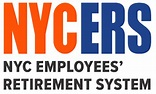 NYCERS
NYC EMPLOYEES'
RETIREMENT SYSTEM